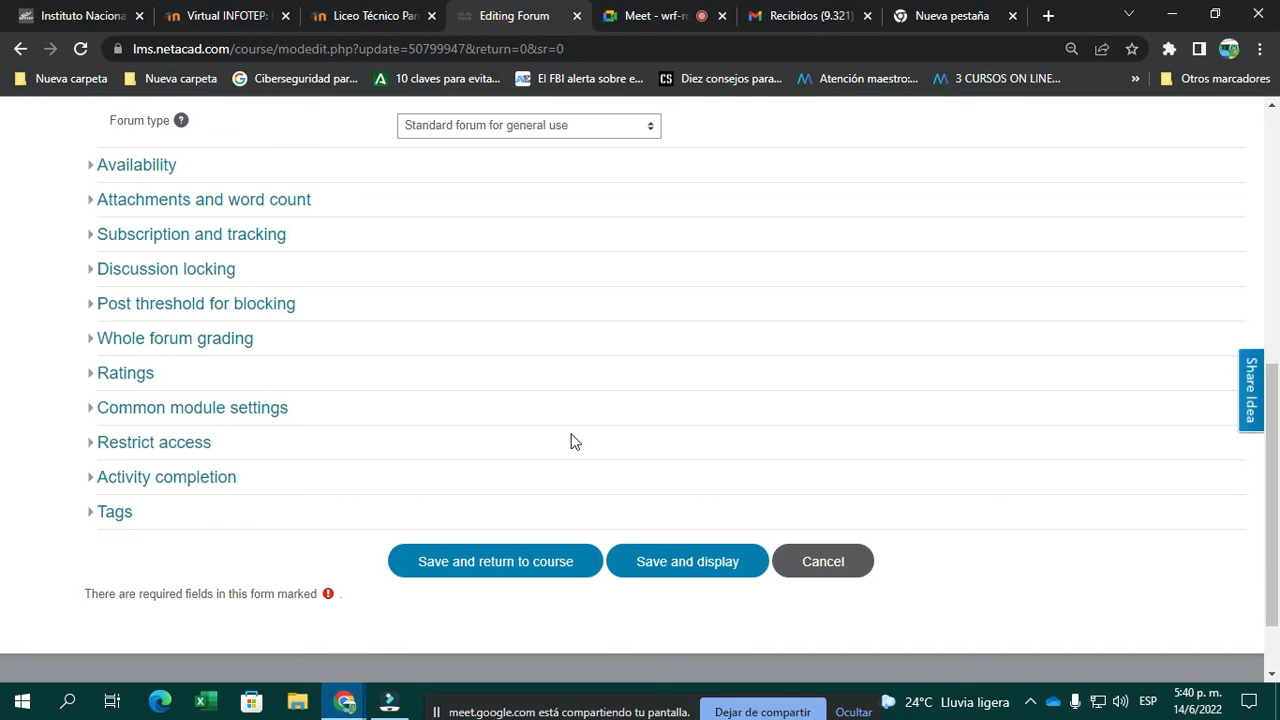 Instituto Naciona
Virtual INFOTEP:
Liceo Técnico Par
Editing Forum
Meet - wrf-ro
Recibidos (9.321)
Nueva pestaña
lms.netacad.com/course/modedit.php?update=50799947&return=0&sr=0
Nueva carpeta
Nueva carpeta
Ciberseguridad par...
10 claves para evita...
El FBI alerta sobre e...
Diez consejos para...
Atención maestro:...
3 CURSOS ON LINE...
»
Otros marcadores
Forum type ?
Standard forum for general use
Availability
Attachments and word count
Subscription and tracking
Discussion locking
Post threshold for blocking
Whole forum grading
Ratings
Common module settings
Restrict access
Activity completion
Tags
Save and return to course
Save and display
Cancel
There are required fields in this form marked ! .
Share Idea
meet.google.com está compartiendo tu pantalla.
Dejar de compartir
Ocultar
24°C Lluvia ligera
ESP
5:40 p. m.
14/6/2022